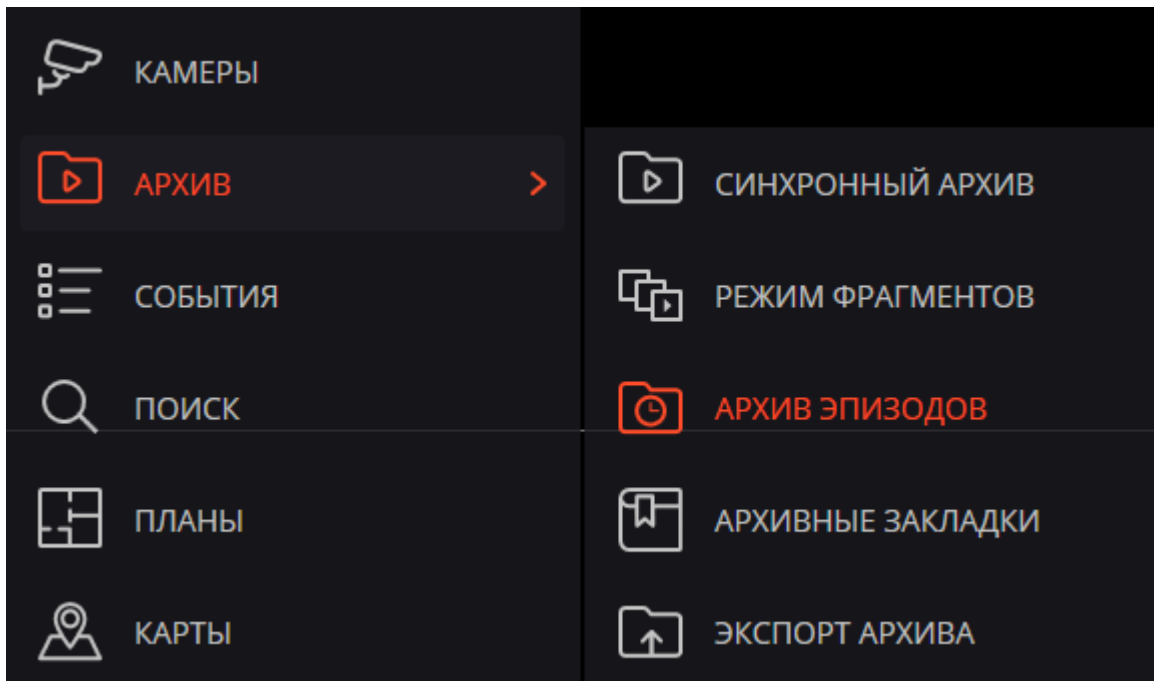 КАМЕРЫ
АРХИВ
СОБЫТИЯ
ПОИСК
ПЛАНЫ
КАРТЫ
СИНХРОННЫЙ АРХИВ
РЕЖИМ ФРАГМЕНТОВ
АРХИВ ЭПИЗОДОВ
АРХИВНЫЕ ЗАКЛАДКИ
ЭКСПОРТ АРХИВА